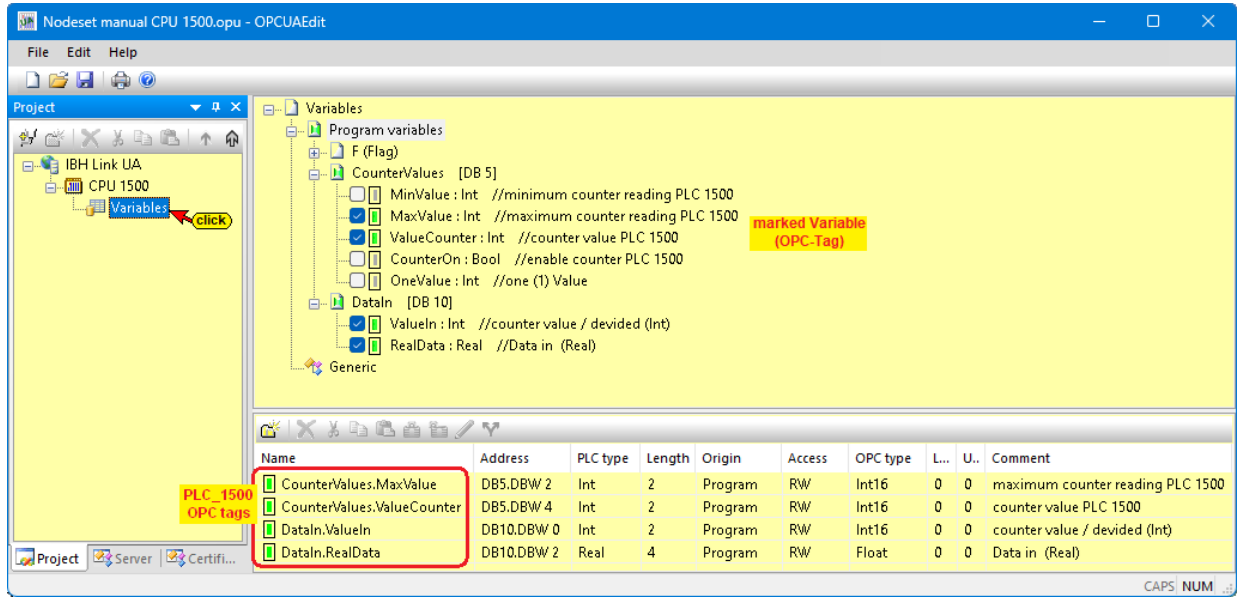 Nodeset manual CPU 1500.opu - OPCUAEdit
File Edit Help
Project
IBH Link UA
CPU 1500
Variables
click
Variables
Program variables
F (Flag)
CounterValues [DB 5]
MinValue : Int //minimum counter reading PLC 1500
MaxValue : Int //maximum counter reading PLC 1500
ValueCounter : Int //counter value PLC 1500
CounterOn : Bool //enable counter PLC 1500
OneValue : Int //one (1) Value
DataIn [DB 10]
ValueIn : Int //counter value / devided (Int)
RealData : Real //Data in (Real)
Generic
marked Variable
(OPC-Tag)
Name Address PLC type Length Origin Access OPC type L... U.. Comment
CounterValues.MaxValue DB5.DBW 2 Int 2 Program RW Int16 0 0 maximum counter reading PLC 1500
CounterValues.ValueCounter DB5.DBW 4 Int 2 Program RW Int16 0 0 counter value PLC 1500
DataIn.ValueIn DB10.DBW 0 Int 2 Program RW Int16 0 0 counter value / devided (Int)
DataIn.RealData DB10.DBW 2 Real 4 Program RW Float 0 0 Data in (Real)
PLC_1500
OPC tags
Project Server Certifi...
CAPS NUM